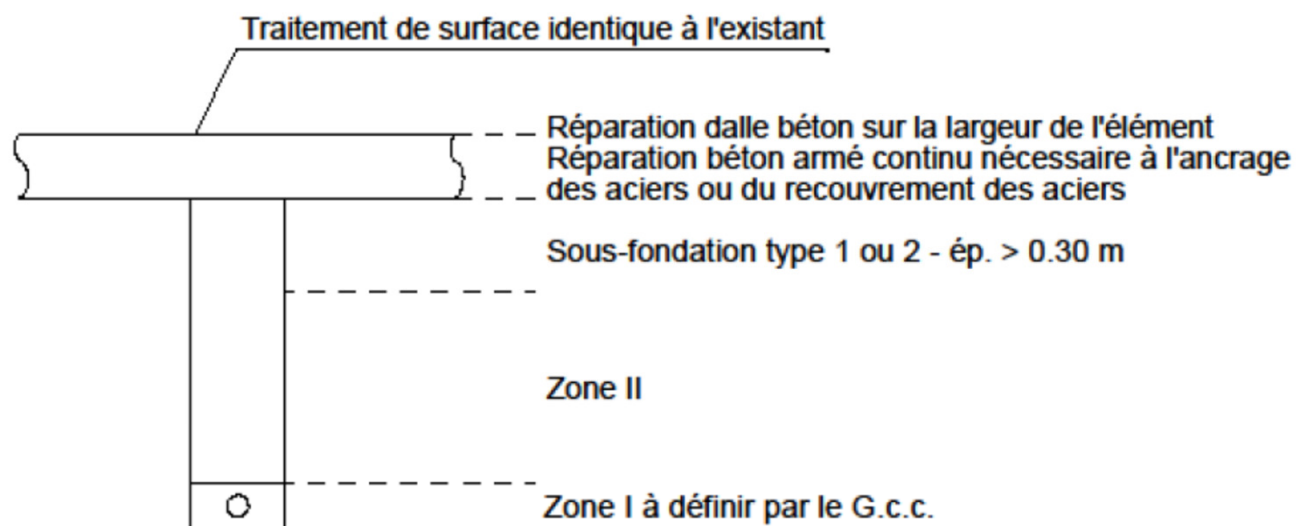 Traitement de surface identique à l'existant
Réparation dalle béton sur la largeur de l'élément
Réparation béton armé continu nécessaire à l'ancrage
des aciers ou du recouvrement des aciers
Sous-fondation type 1 ou 2 - ép. > 0.30 m
Zone II
Zone I à définir par le G.c.c.